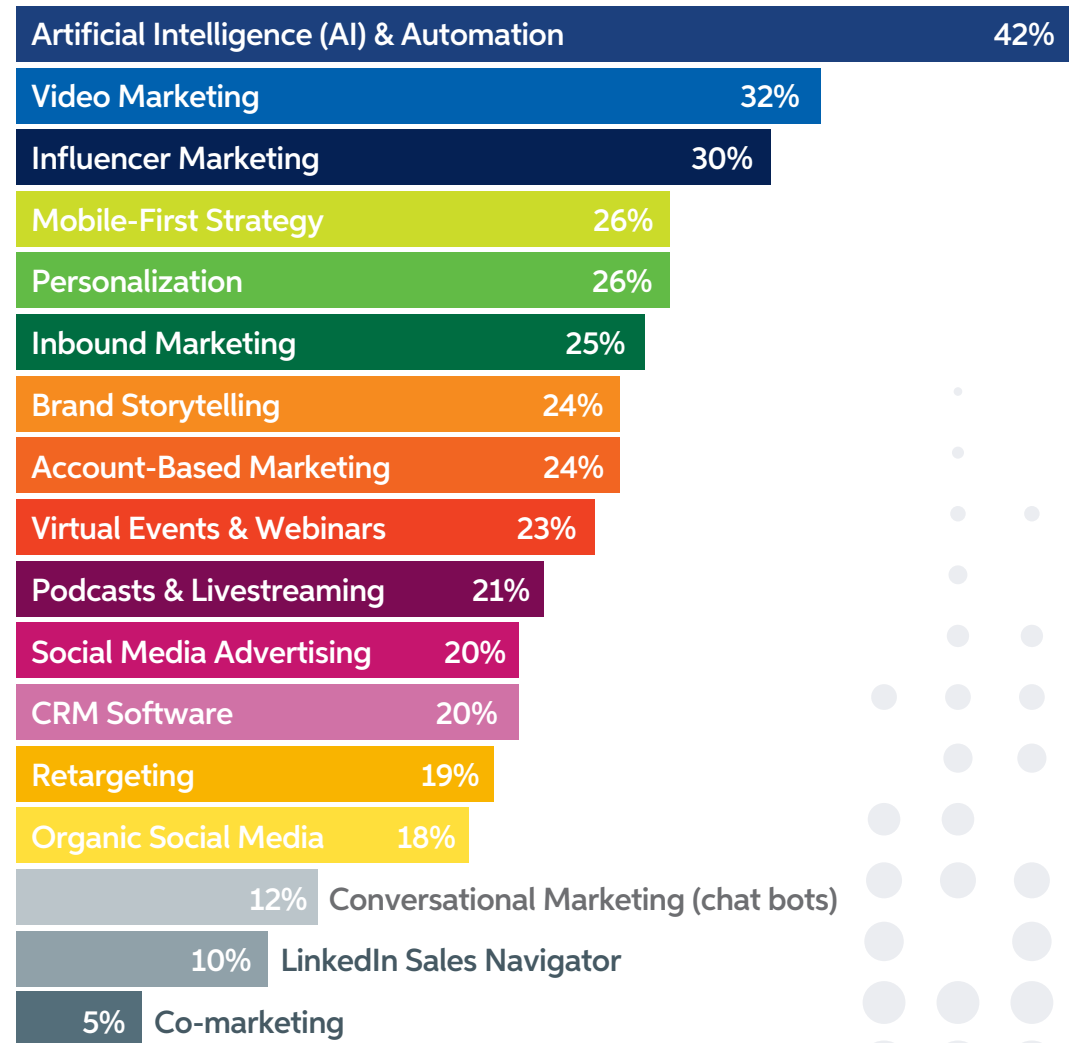 Artificial Intelligence (AI) & Automation 42%
Video Marketing 32%
Influencer Marketing 30%
Mobile-First Strategy 26%
Personalization 26%
Inbound Marketing 25%
Brand Storytelling 24%
Account-Based Marketing 24%
Virtual Events & Webinars 23%
Podcasts & Livestreaming 21%
Social Media Advertising 20%
CRM Software 20%
Retargeting 19%
Organic Social Media 18%
12% Conversational Marketing (chat bots)
10% LinkedIn Sales Navigator
5% Co-marketing